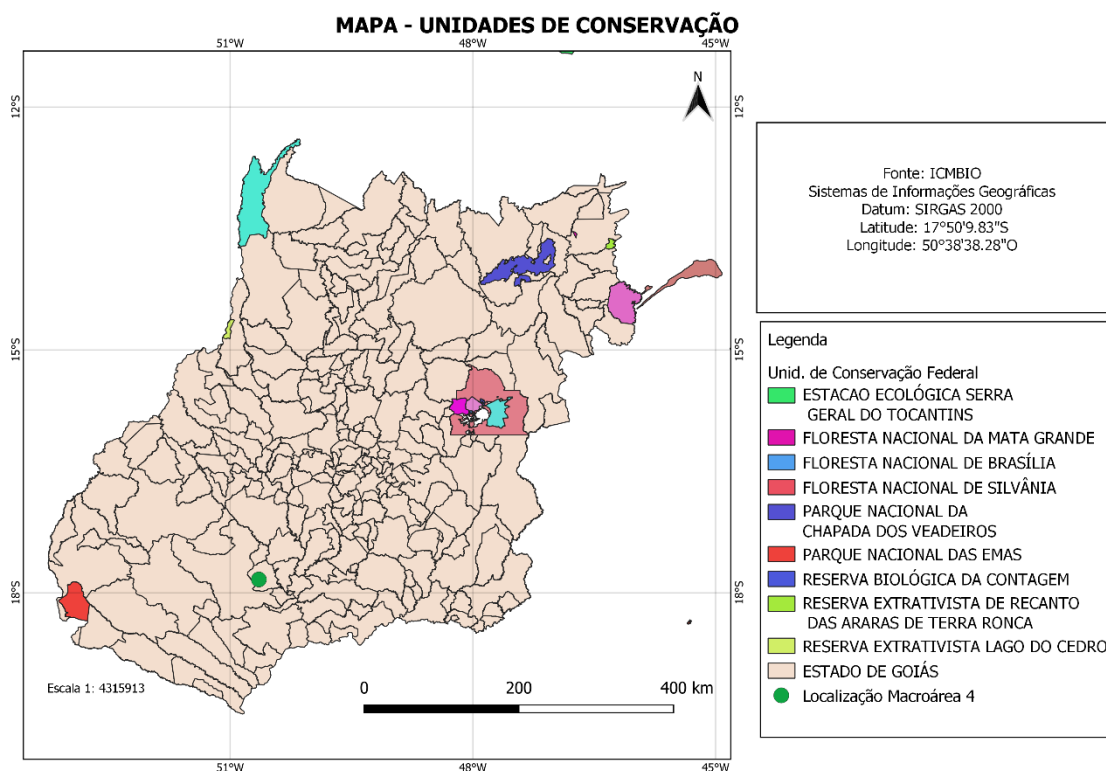 MAPA - UNIDADES DE CONSERVAÇÃO
51°W 48°W 45°W
N
12°S 12°S
Fonte: ICMBIO
Sistemas de Informações Geográficas
Datum: SIRGAS 2000
Latitude: 17°50'9.83"S
Longitude: 50°38'38.28"O
15°S 15°S
Legenda
Unid. de Conservação Federal
ESTACAO ECOLÓGICA SERRA
GERAL DO TOCANTINS
FLORESTA NACIONAL DA MATA GRANDE
FLORESTA NACIONAL DE BRASÍLIA
FLORESTA NACIONAL DE SILVÂNIA
PARQUE NACIONAL DA
CHAPADA DOS VEADEIROS
PARQUE NACIONAL DAS EMAS
RESERVA BIOLÓGICA DA CONTAGEM
RESERVA EXTRATIVISTA DE RECANTO
DAS ARARAS DE TERRA RONCA
RESERVA EXTRATIVISTA LAGO DO CEDRO
ESTADO DE GOIÁS
Localização Macroárea 4
18°S 18°S
Escala 1: 4315913
0 200 400 km
51°W 48°W 45°W